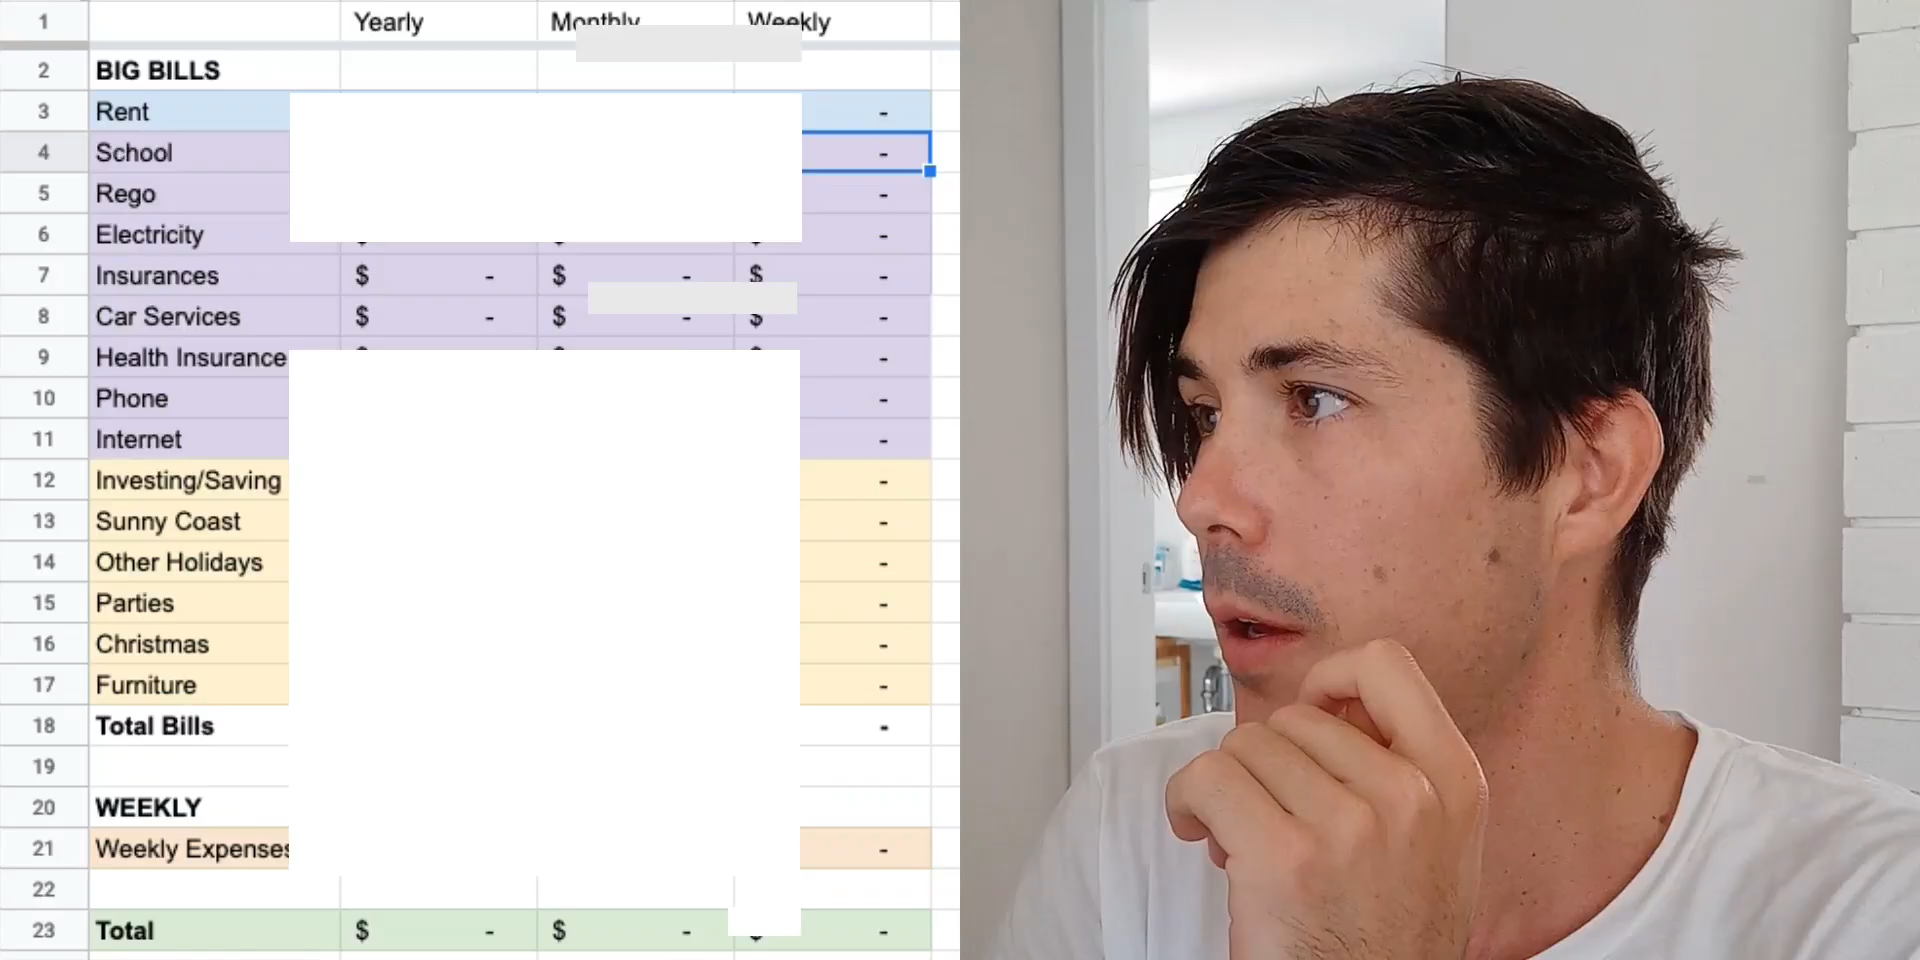 1 Yearly Monthly Weekly
2 BIG BILLS
3 Rent -
4 School -
5 Rego -
6 Electricity -
7 Insurances $ - $ - $ -
8 Car Services $ - $ - $ -
9 Health Insurance -
10 Phone -
11 Internet -
12 Investing/Saving -
13 Sunny Coast -
14 Other Holidays -
15 Parties -
16 Christmas -
17 Furniture -
18 Total Bills -
19
20 WEEKLY
21 Weekly Expenses -
22
23 Total $ - $ - -